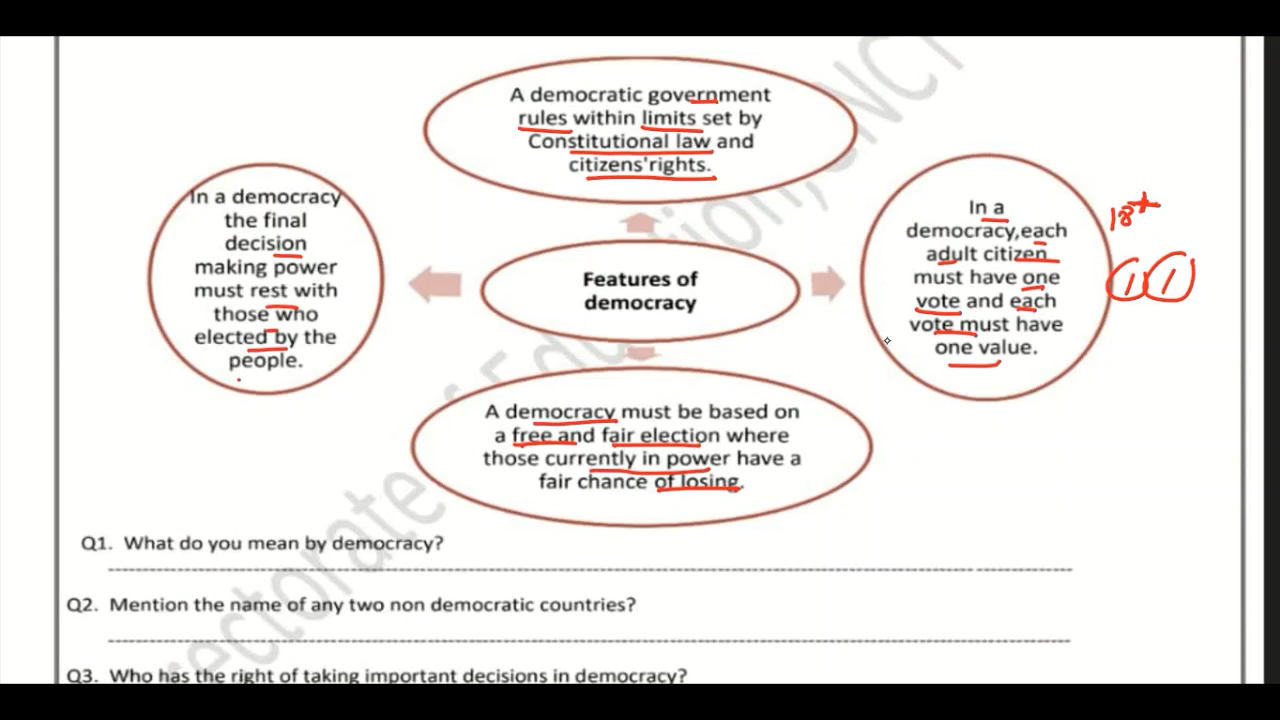 A democratic government
rules within limits set by
Constitutional law and
citizens'rights.
In a democracy
the final
decision
making power
must rest with
those who
elected by the
people.
Features of
democracy
In a
democracy,each
adult citizen
must have one
vote and each
vote must have
one value.
18+
1 1
A democracy must be based on
a free and fair election where
those currently in power have a
fair chance of losing.
Q1. What do you mean by democracy?
Q2. Mention the name of any two non democratic countries?
Q3. Who has the right of taking important decisions in democracy?